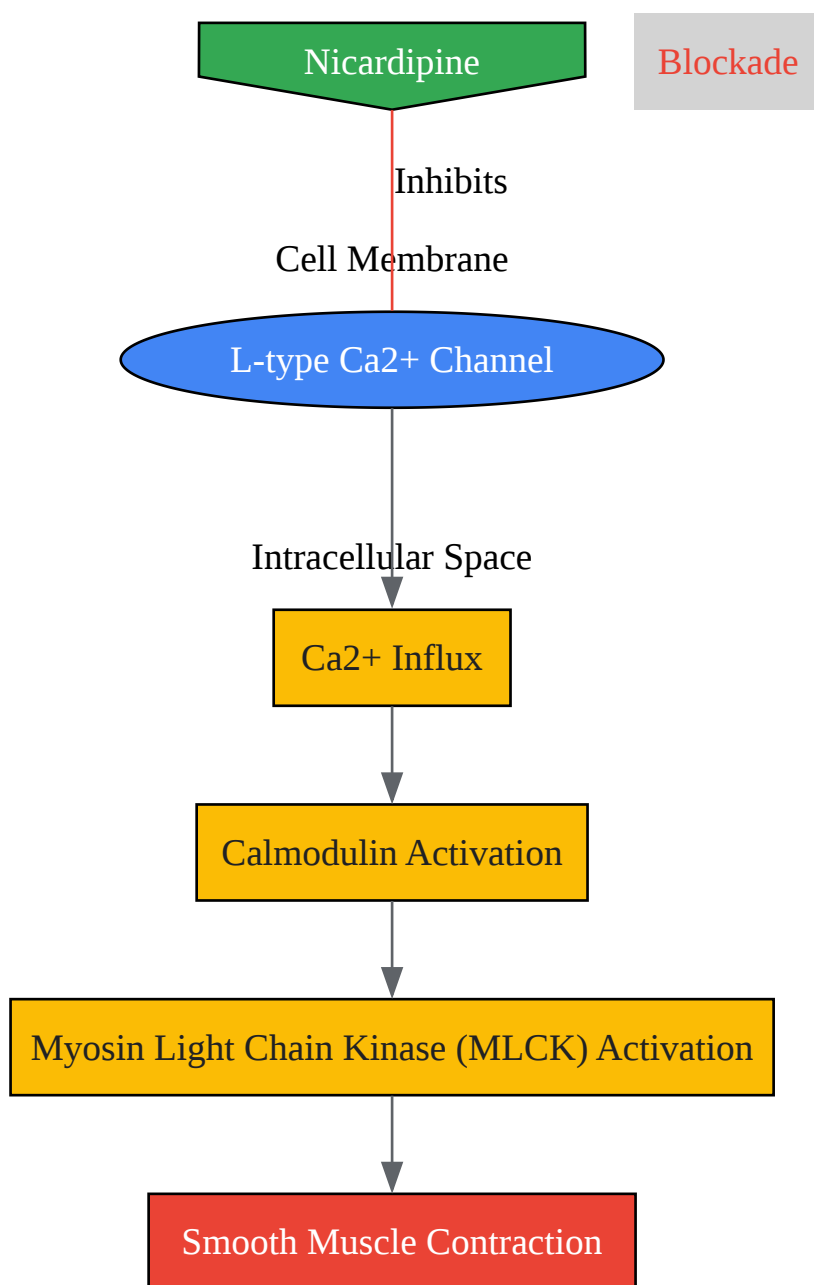 Nicardipine
Blockade
Inhibits
Cell Membrane
L-type Ca2+ Channel
Intracellular Space
Ca2+ Influx
Calmodulin Activation
Myosin Light Chain Kinase (MLCK) Activation
Smooth Muscle Contraction